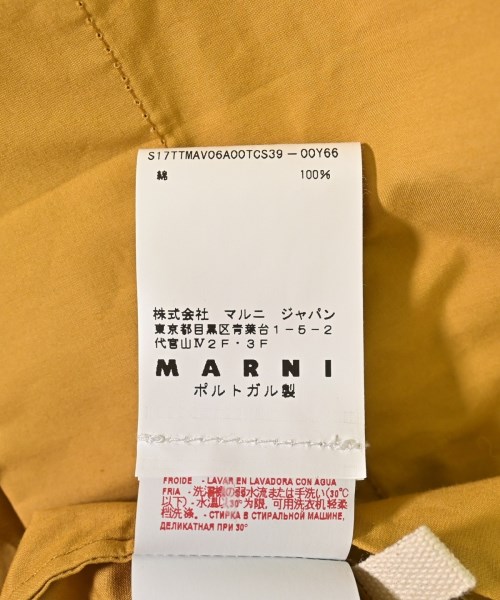 S17TTMAV06A00TCS39-00Y66
綿 100%
株式会社 マルニ ジャパン
東京都目黒区青葉台1-5-2
代官山Ⅳ2F・3F
MARNI
ポルトガル製
FROIDE - LAVAR EN LAVADORA CON AGUA
FRIA - 洗濯機の弱水流または手洗い(30℃
以下) - 水温以30°为限, 可用洗衣机轻柔
档洗涤. - СТИРКА В СТИРАЛЬНОЙ МАШИНЕ,
ДЕЛИКАТНАЯ ПРИ 30°